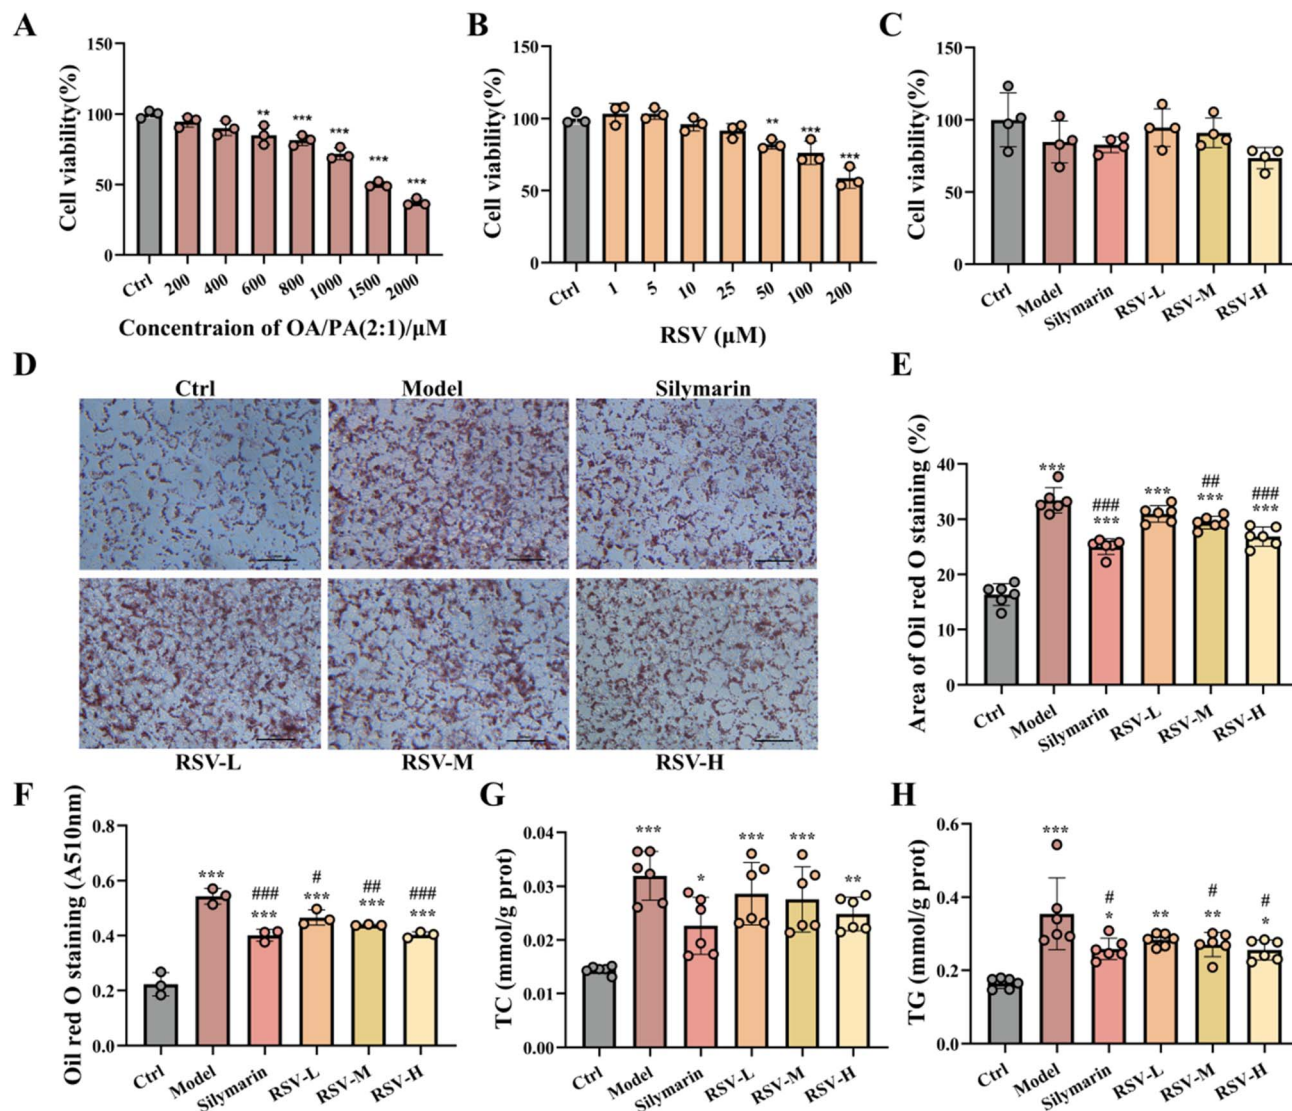 A
150
100
50
0
Cell viability(%)
** *** *** *** ***
Ctrl 200 400 600 800 1000 1500 2000
Concentraion of OA/PA(2:1)/μM
B
150
100
50
0
Cell viability(%)
** *** ***
Ctrl 1 5 10 25 50 100 200
RSV (μM)
C
150
100
50
0
Cell viability(%)
Ctrl Model Silymarin RSV-L RSV-M RSV-H
D
Ctrl Model Silymarin
RSV-L RSV-M RSV-H
E
40
30
20
10
0
Area of Oil red O staining (%)
***
###
***
***
##
***
###
***
Ctrl Model Silymarin RSV-L RSV-M RSV-H
F
0.8
0.6
0.4
0.2
0.0
Oil red O staining (A510nm)
***
###
***
#
***
##
***
###
***
Ctrl Model Silymarin RSV-L RSV-M RSV-H
G
0.04
0.03
0.02
0.01
0.00
TC (mmol/g prot)
***
*
***
***
**
Ctrl Model Silymarin RSV-L RSV-M RSV-H
H
0.6
0.4
0.2
0.0
TG (mmol/g prot)
***
#
*
**
#
**
#
*
Ctrl Model Silymarin RSV-L RSV-M RSV-H